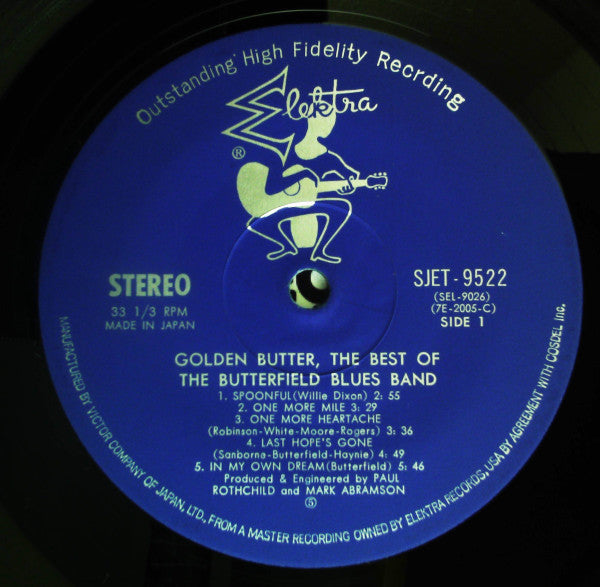 Outstanding High Fidelity Recrding
Elektra
®
STEREO
33 1/3 RPM
MADE IN JAPAN
SJET-9522
(SEL-9026)
(7E-2005-C)
SIDE 1
GOLDEN BUTTER, THE BEST OF
THE BUTTERFIELD BLUES BAND
1. SPOONFUL(Willie Dixon) 2: 55
2. ONE MORE MILE 3: 29
3. ONE MORE HEARTACHE
(Robinson-White-Moore-Rogers) 3: 36
4. LAST HOPE'S GONE
(Sanborna-Butterfield-Haynie) 4: 49
5. IN MY OWN DREAM(Butterfield) 5: 46
Produced & Engineered by PAUL
ROTHCHILD and MARK ABRAMSON
Ⓢ
MANUFACTURED BY VICTOR COMPANY OF JAPAN, LTD., FROM A MASTER RECORDING OWNED BY ELEKTRA RECORDS, USA BY AGREEMENT WITH COSDEL Inc.